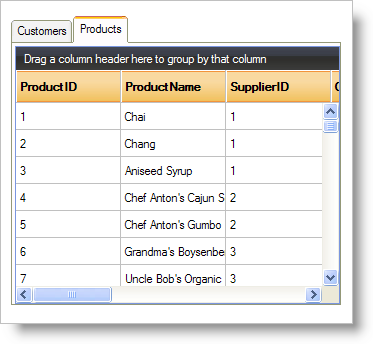 Customers Products
Drag a column header here to group by that column
ProductID ProductName SupplierID
1 Chai 1
2 Chang 1
3 Aniseed Syrup 1
4 Chef Anton's Cajun S 2
5 Chef Anton's Gumbo 2
6 Grandma's Boysenbe 3
7 Uncle Bob's Organic 3